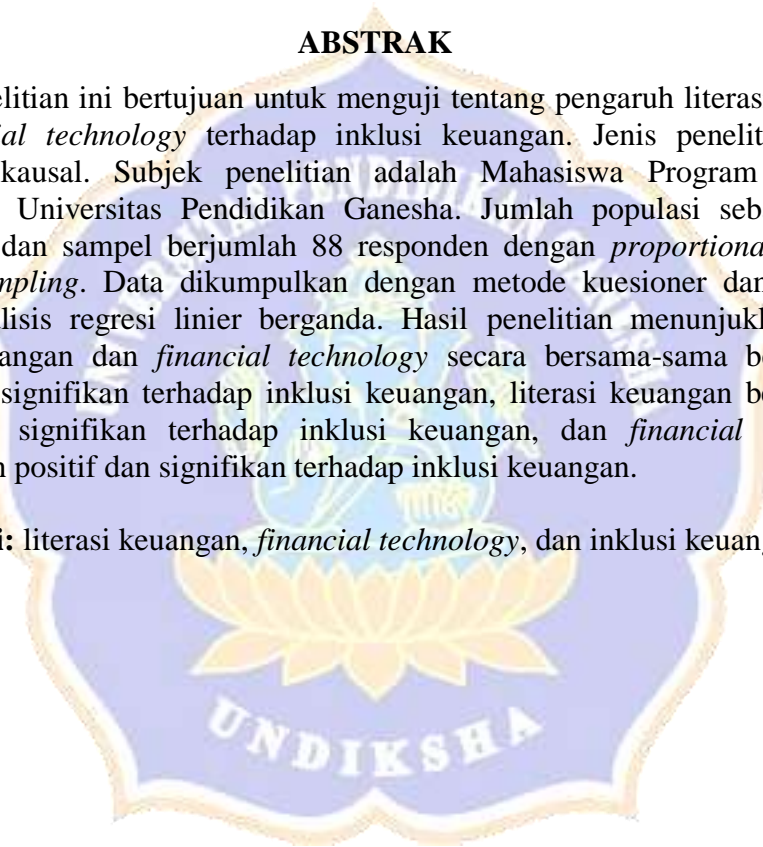 ABSTRAK
elitian ini bertujuan untuk menguji tentang pengaruh literas
ial technology terhadap inklusi keuangan. Jenis penelit
kausal. Subjek penelitian adalah Mahasiswa Program
Universitas Pendidikan Ganesha. Jumlah populasi seb
dan sampel berjumlah 88 responden dengan proportiona
mpling. Data dikumpulkan dengan metode kuesioner dan
lisis regresi linier berganda. Hasil penelitian menunjukk
angan dan financial technology secara bersama-sama be
signifikan terhadap inklusi keuangan, literasi keuangan be
signifikan terhadap inklusi keuangan, dan financial
n positif dan signifikan terhadap inklusi keuangan.
i: literasi keuangan, financial technology, dan inklusi keuang
UNIVERSITAS PENDIDIKAN GANESHA
UNDIKSHA